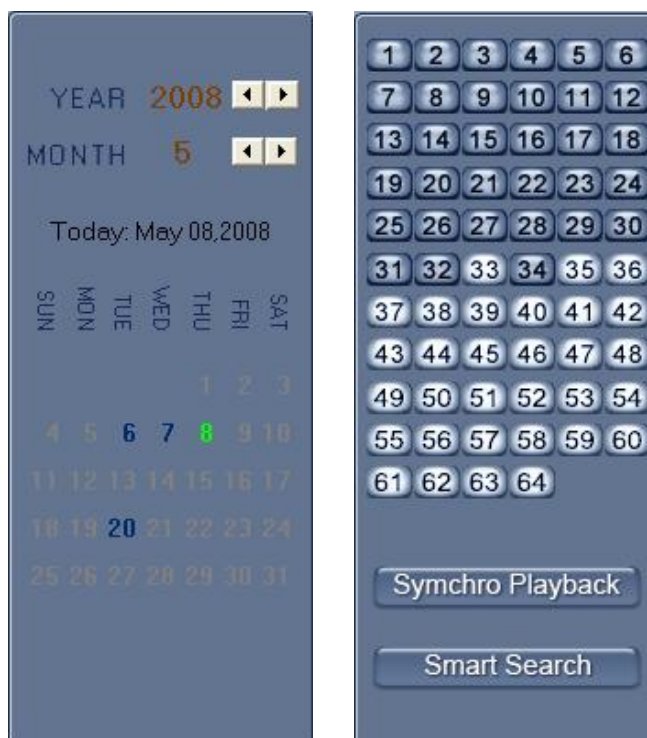 YEAR 2008
MONTH 5
Today: May 08,2008
SUN MON TUE WED THU FRI SAT
1 2 3
4 5 6 7 8 9 10
11 12 13 14 15 16 17
18 19 20 21 22 23 24
25 26 27 28 29 30 31
1 2 3 4 5 6
7 8 9 10 11 12
13 14 15 16 17 18
19 20 21 22 23 24
25 26 27 28 29 30
31 32 33 34 35 36
37 38 39 40 41 42
43 44 45 46 47 48
49 50 51 52 53 54
55 56 57 58 59 60
61 62 63 64
Symchro Playback
Smart Search